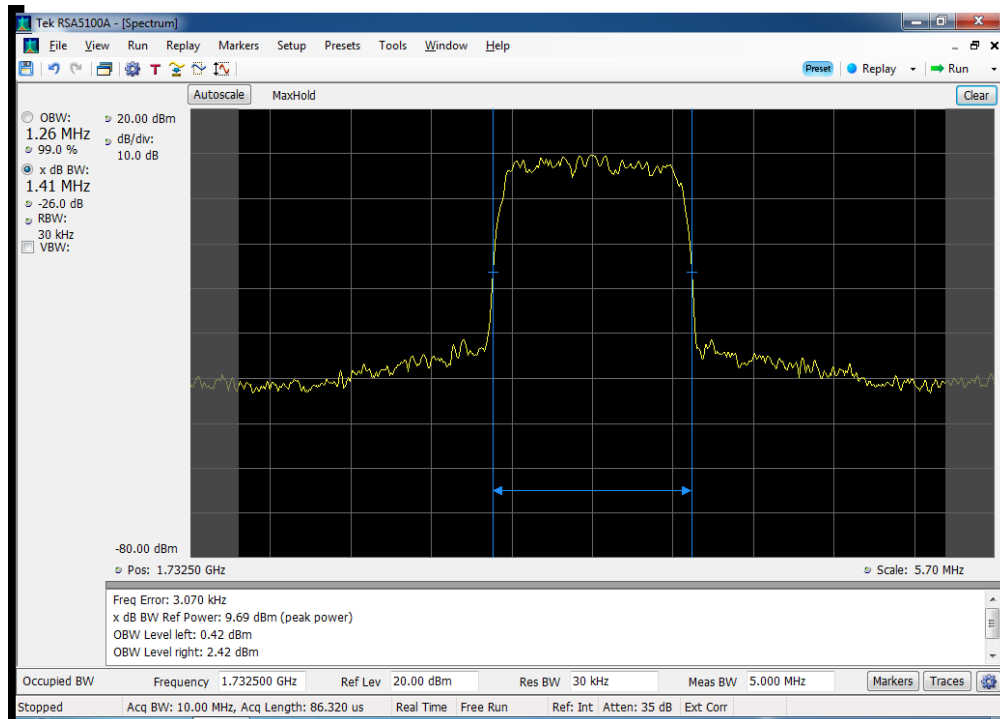 Tek RSA5100A - [Spectrum]
File View Run Replay Markers Setup Presets Tools Window Help
T Preset Replay Run
Autoscale MaxHold Clear
OBW:
1.26 MHz
99.0 %
x dB BW:
1.41 MHz
-26.0 dB
RBW:
30 kHz
VBW:
20.00 dBm
dB/div:
10.0 dB
-80.00 dBm
Pos: 1.73250 GHz Scale: 5.70 MHz
Freq Error: 3.070 kHz
x dB BW Ref Power: 9.69 dBm (peak power)
OBW Level left: 0.42 dBm
OBW Level right: 2.42 dBm
Occupied BW Frequency 1.732500 GHz Ref Lev 20.00 dBm Res BW 30 kHz Meas BW 5.000 MHz Markers Traces
Stopped Acq BW: 10.00 MHz, Acq Length: 86.320 us Real Time Free Run Ref: Int Atten: 35 dB Ext Corr